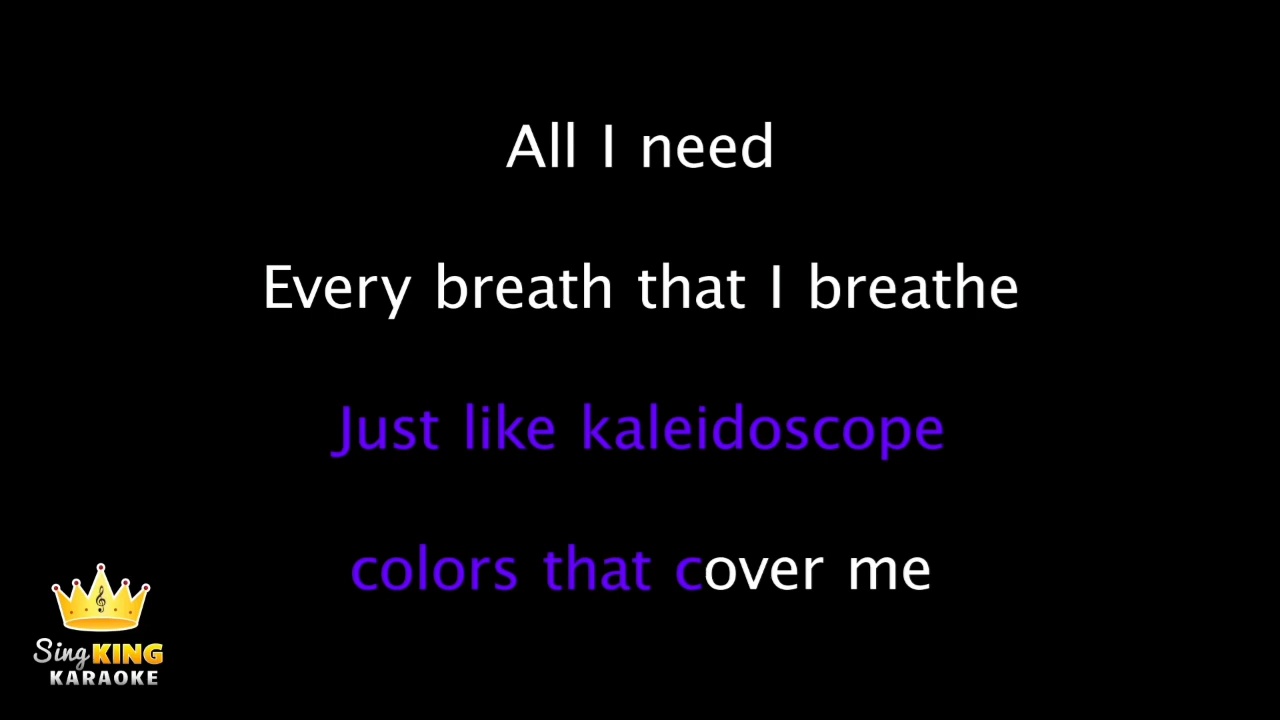 All I need
Every breath that I breathe
Just like kaleidoscope
colors that cover me
Sing KING
KARAOKE